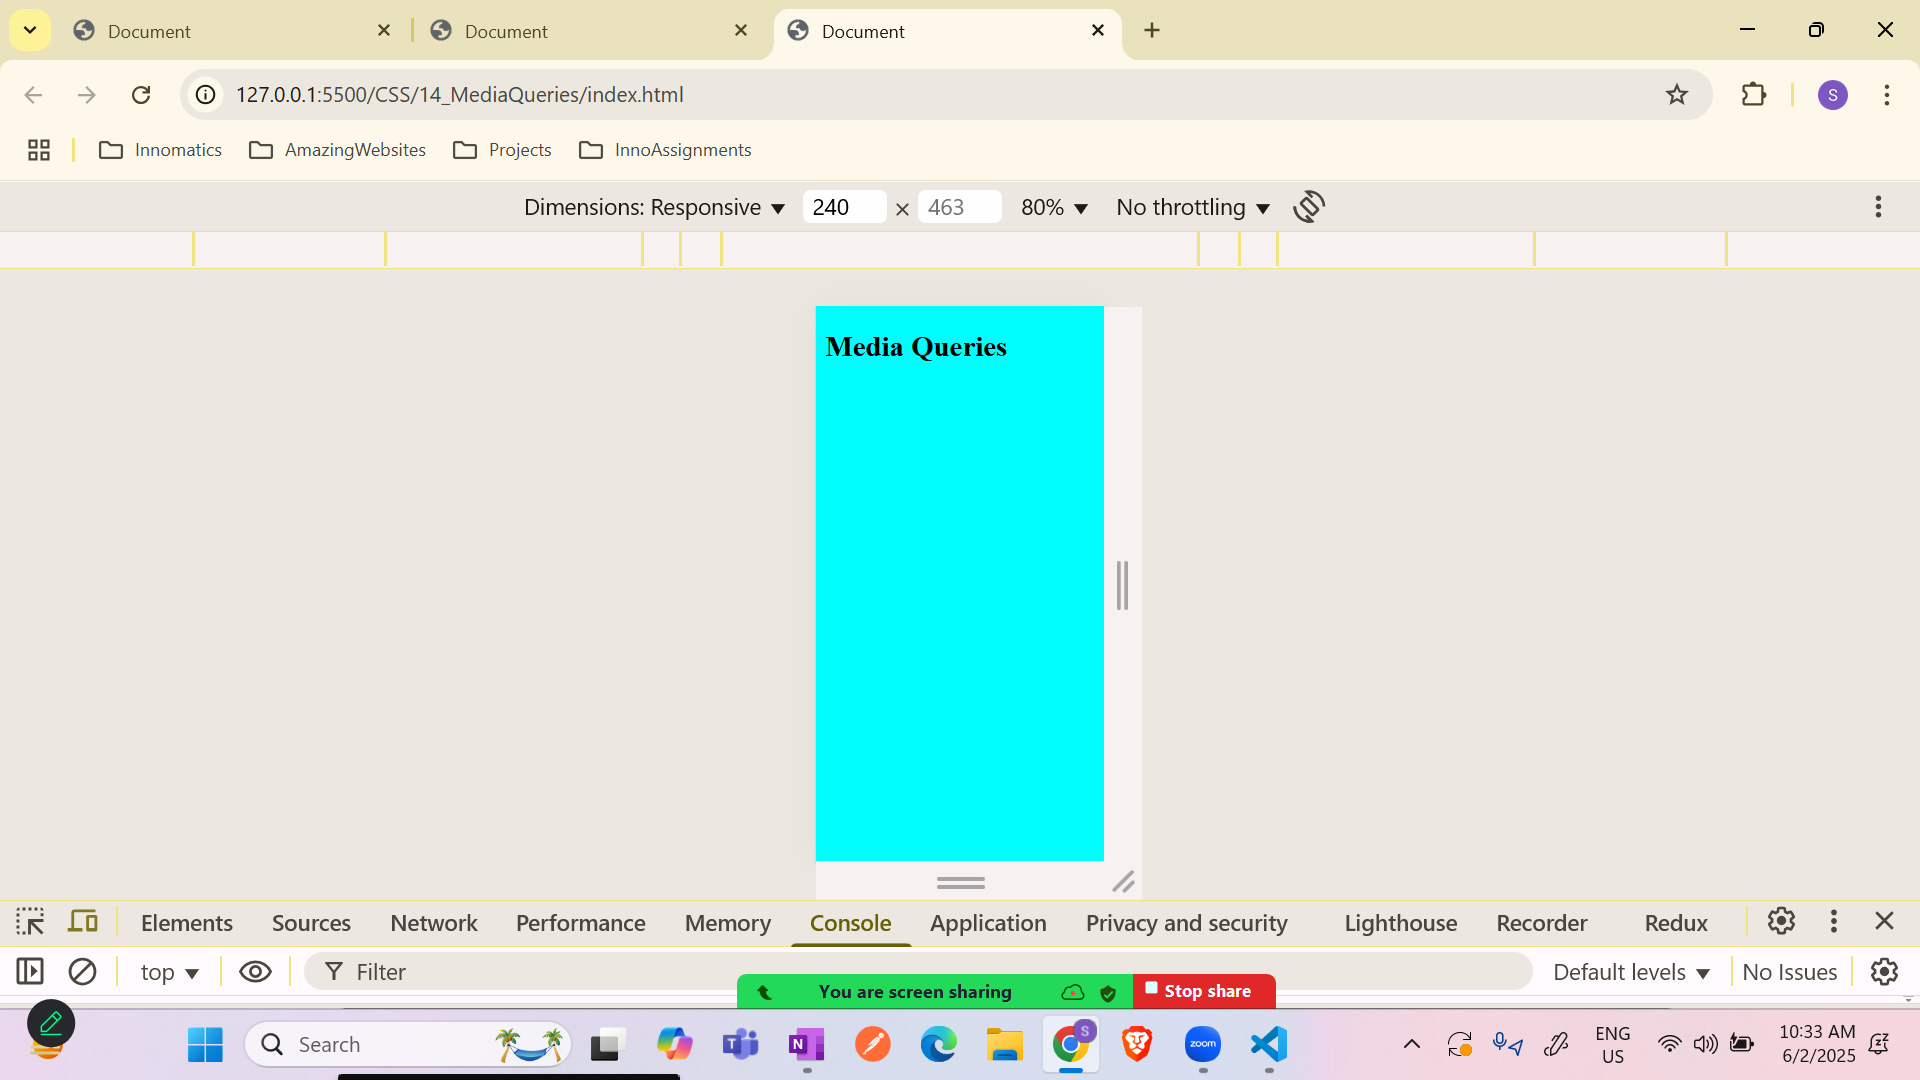 Document
Document
Document
127.0.0.1:5500/CSS/14_MediaQueries/index.html
S
Innomatics
AmazingWebsites
Projects
InnoAssignments
Dimensions: Responsive ▼ 240 × 463 80% ▼ No throttling ▼
Media Queries
Elements Sources Network Performance Memory Console Application Privacy and security Lighthouse Recorder Redux
top ▼ Filter Default levels ▼ No Issues
You are screen sharing Stop share
Search
T
N
S
zoom
ENG
US
10:33 AM
6/2/2025